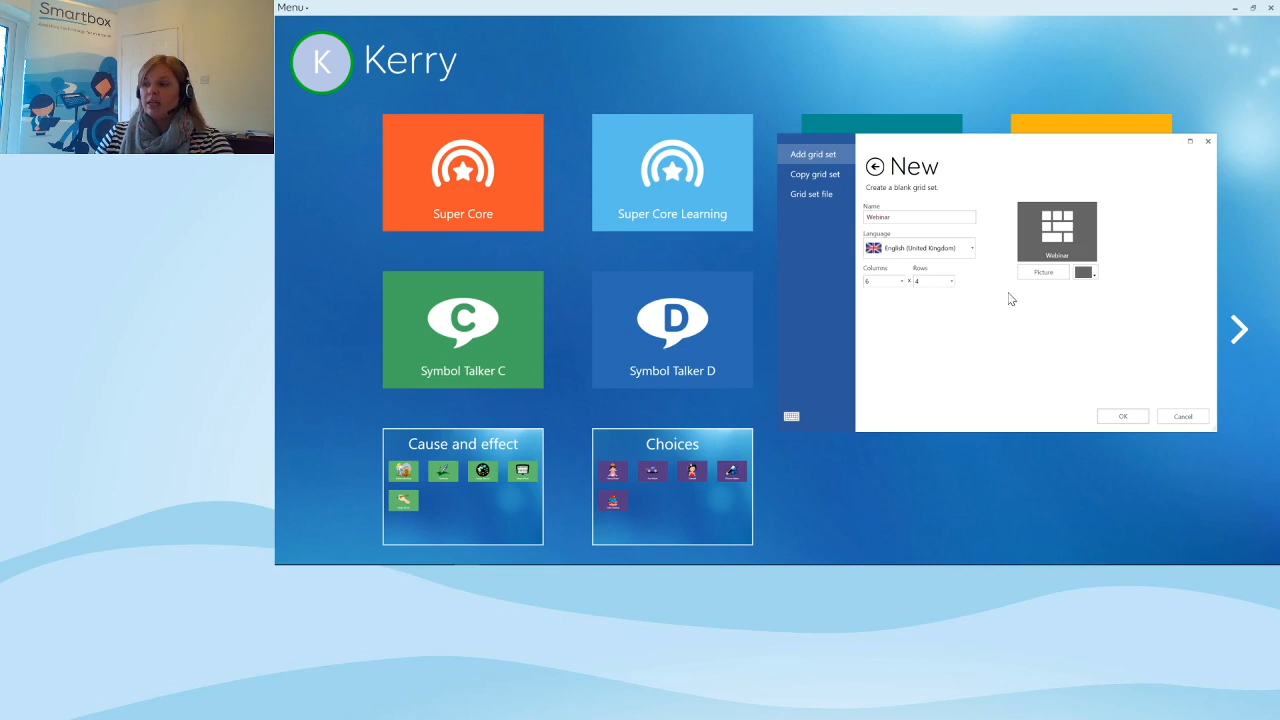 Smartbox
Menu
K
Kerry
Super Core
Super Core Learning
Symbol Talker C
Symbol Talker D
Cause and effect
Choices
Add grid set
Copy grid set
Grid set file
New
Create a blank grid set.
Name
Webinar
Language
English (United Kingdom)
Columns
Rows
6
x
4
Webinar
Picture
OK
Cancel
C
D